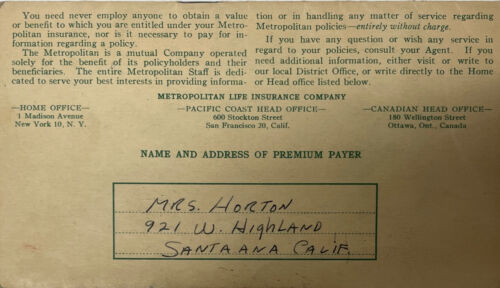 You need never employ anyone to obtain a value
or benefit to which you are entitled under your Metro-
politan insurance, nor is it necessary to pay for in-
formation regarding a policy.
The Metropolitan is a mutual Company operated
solely for the benefit of its policyholders and their
beneficiaries. The entire Metropolitan Staff is dedi-
cated to serve your best interests in providing informa-
tion or in handling any matter of service regarding
Metropolitan policies—entirely without charge.
If you have any question or wish any service in
regard to your policies, consult your Agent. If you
need additional information, either visit or write to
our local District Office, or write directly to the Home
or Head office listed below.
METROPOLITAN LIFE INSURANCE COMPANY
—HOME OFFICE—
1 Madison Avenue
New York 10, N. Y.
—PACIFIC COAST HEAD OFFICE—
600 Stockton Street
San Francisco 20, Calif.
—CANADIAN HEAD OFFICE—
180 Wellington Street
Ottawa, Ont., Canada
NAME AND ADDRESS OF PREMIUM PAYER
MRS. HORTON
921 W. HIGHLAND
SANTA ANA CALIF.